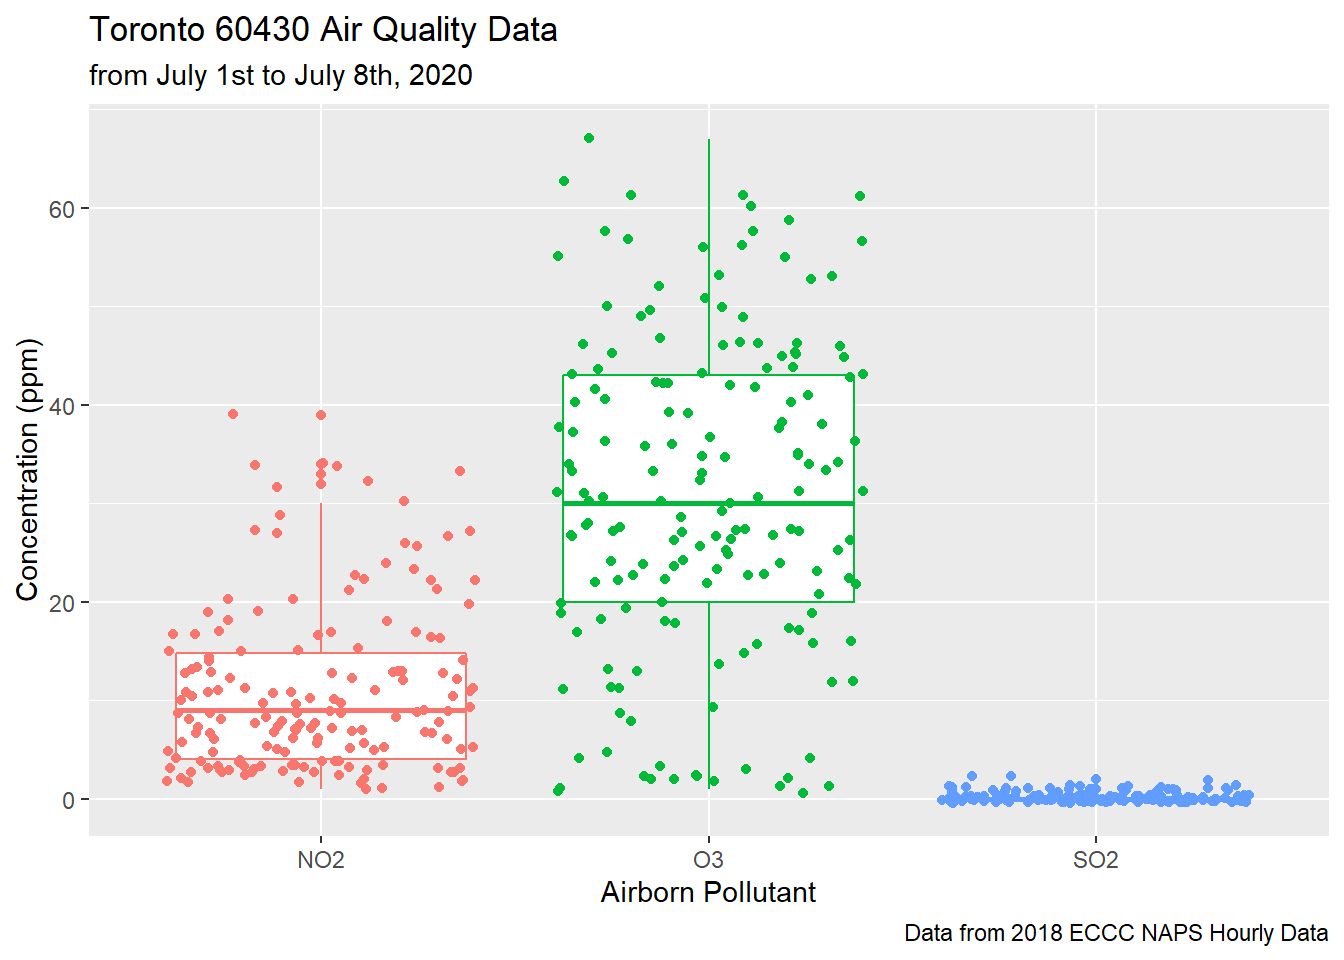 Toronto 60430 Air Quality Data
from July 1st to July 8th, 2020
Concentration (ppm)
60
40
20
0
NO2 O3 SO2
Airborn Pollutant
Data from 2018 ECCC NAPS Hourly Data